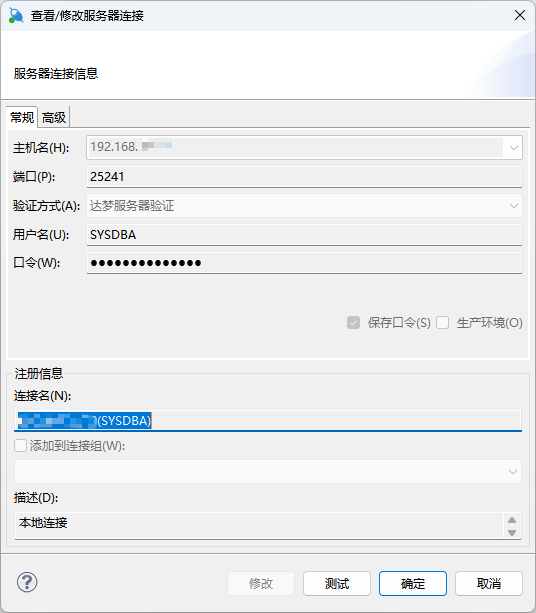 查看/修改服务器连接
服务器连接信息
常规 高级
主机名(H): 192.168.
端口(P): 25241
验证方式(A): 达梦服务器验证
用户名(U): SYSDBA
口令(W): ●●●●●●●●●●●●●●
保存口令(S) 生产环境(O)
注册信息
连接名(N):
(SYSDBA)
添加到连接组(W):
描述(D):
本地连接
修改 测试 确定 取消